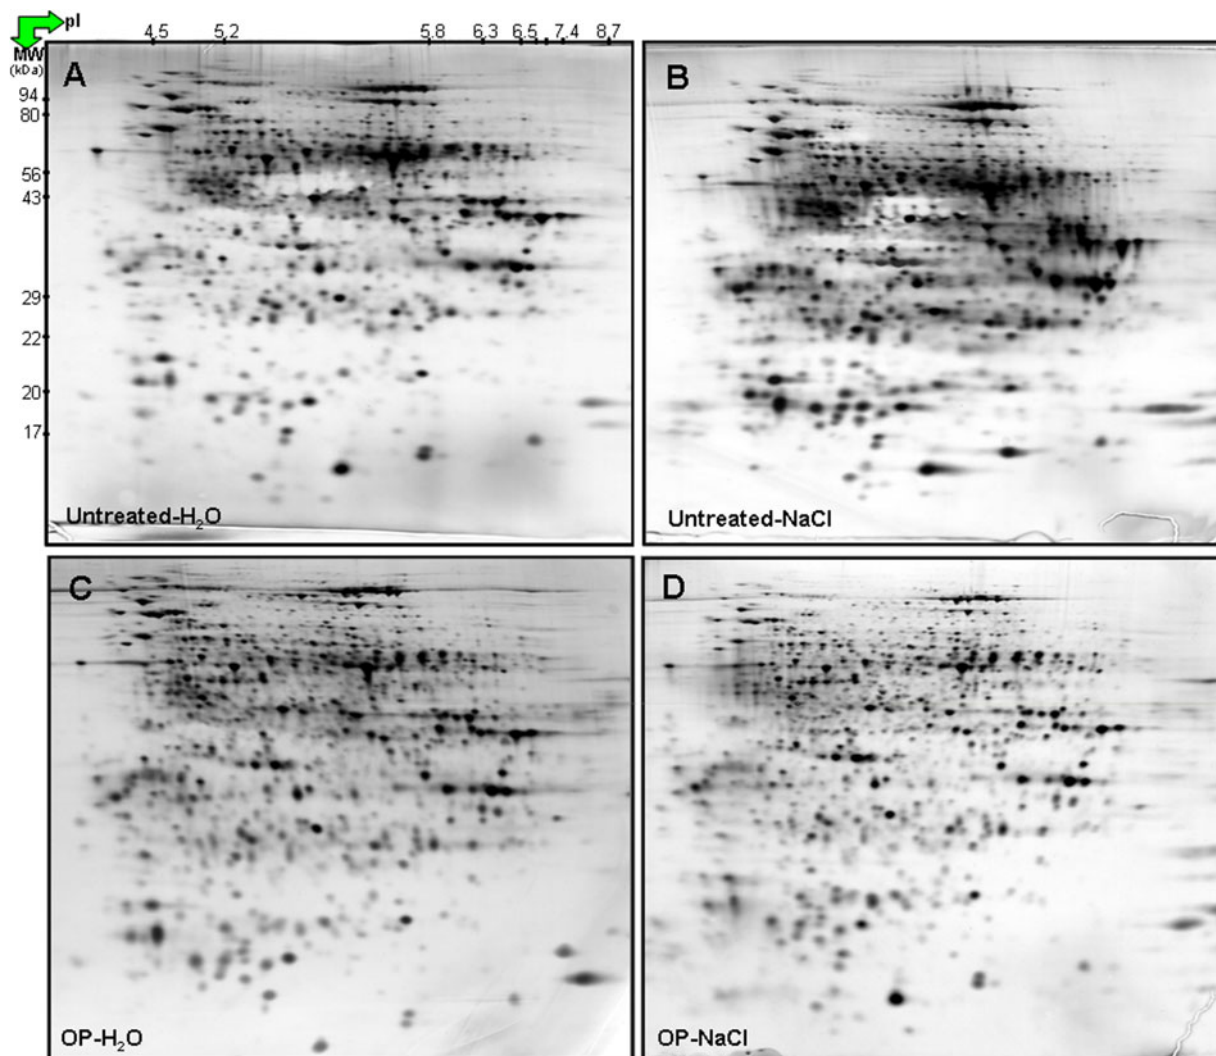 pI
4.5 5.2 5.8 6.3 6.5 7.4 8.7
MW
(kDa)
A
B
94
80
56
43
29
22
20
17
Untreated-H₂O
Untreated-NaCl
C
D
OP-H₂O
OP-NaCl